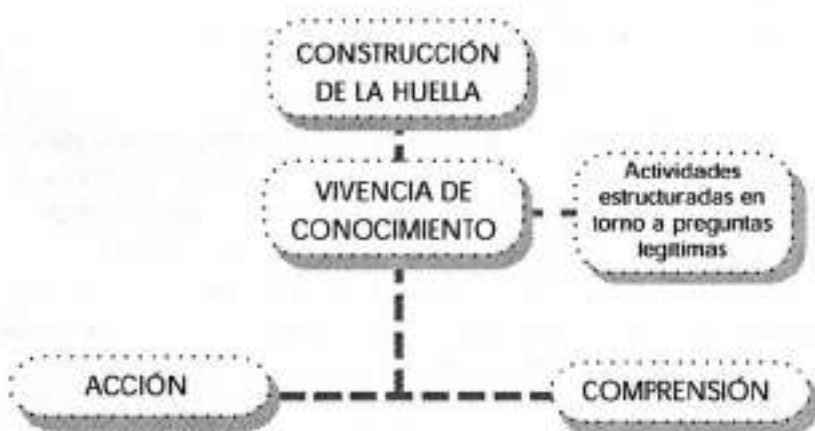 CONSTRUCCIÓN
DE LA HUELLA
VIVENCIA DE
CONOCIMIENTO
Actividades
estructuradas en
torno a preguntas
legítimas
ACCIÓN
COMPRENSIÓN